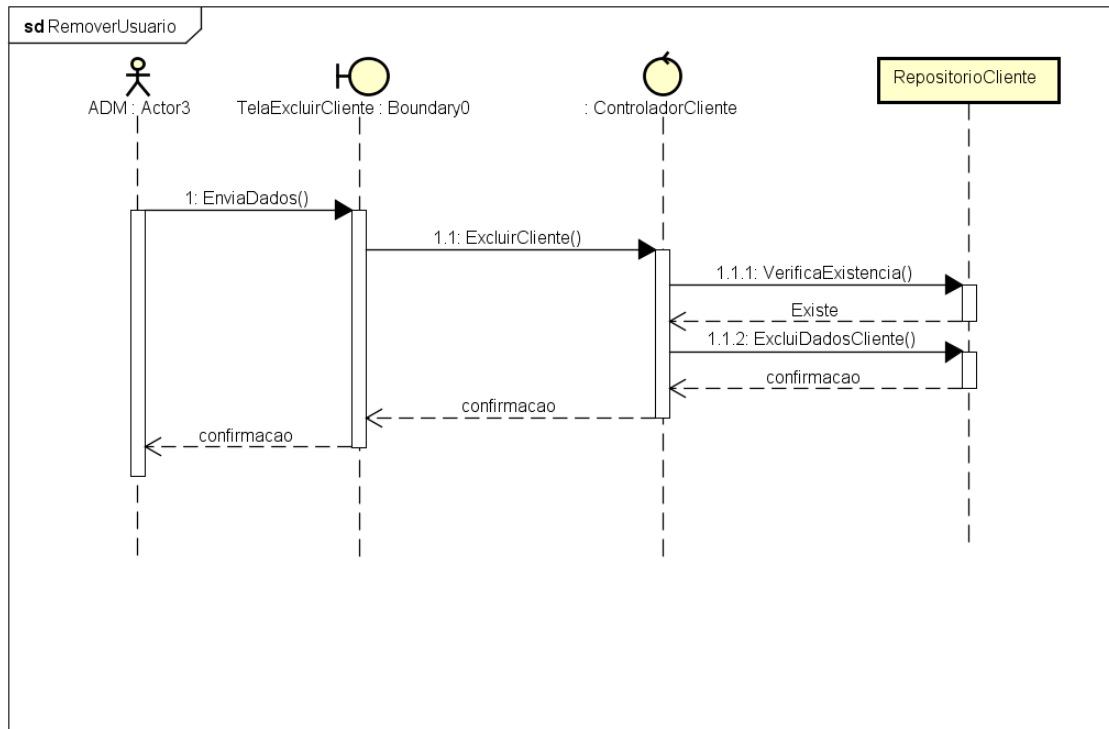 sd RemoverUsuario
ADM : Actor3
TelaExcluirCliente : Boundary0
: ControladorCliente
RepositorioCliente
1: EnviaDados()
1.1: ExcluirCliente()
1.1.1: VerificaExistencia()
Existe
1.1.2: ExcluiDadosCliente()
confirmacao
confirmacao
confirmacao